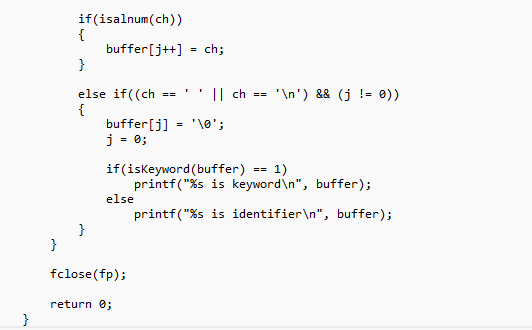 if(isalnum(ch))
{
buffer[j++] = ch;
}
else if((ch == ' ' || ch == '\n') && (j != 0))
{
buffer[j] = '\0';
j = 0;
if(isKeyword(buffer) == 1)
printf("%s is keyword\n", buffer);
else
printf("%s is identifier\n", buffer);
}
}
fclose(fp);
return 0;
}